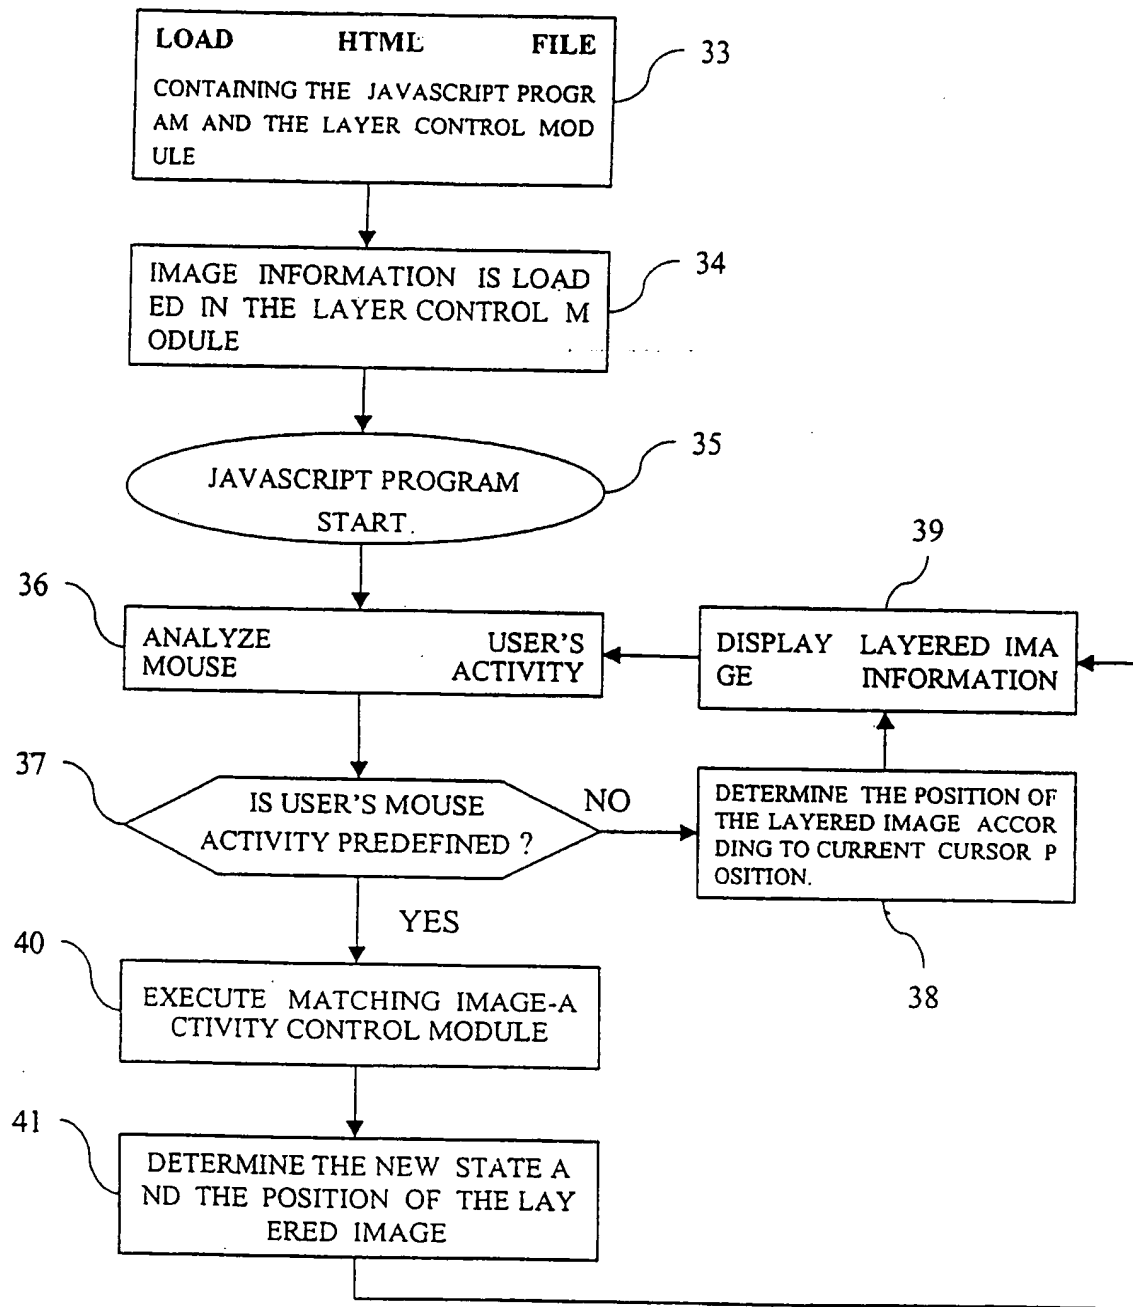 LOAD HTML FILE
CONTAINING THE JAVASCRIPT PROGR
AM AND THE LAYER CONTROL MOD
ULE
33
IMAGE INFORMATION IS LOAD
ED IN THE LAYER CONTROL M
ODULE
34
JAVASCRIPT PROGRAM
START.
35
36
ANALYZE USER'S
MOUSE ACTIVITY
39
DISPLAY LAYERED IMA
GE INFORMATION
37
IS USER'S MOUSE
ACTIVITY PREDEFINED ?
NO
DETERMINE THE POSITION OF
THE LAYERED IMAGE ACCOR
DING TO CURRENT CURSOR P
OSITION.
38
YES
40
EXECUTE MATCHING IMAGE-A
CTIVITY CONTROL MODULE
41
DETERMINE THE NEW STATE A
ND THE POSITION OF THE LAY
ERED IMAGE